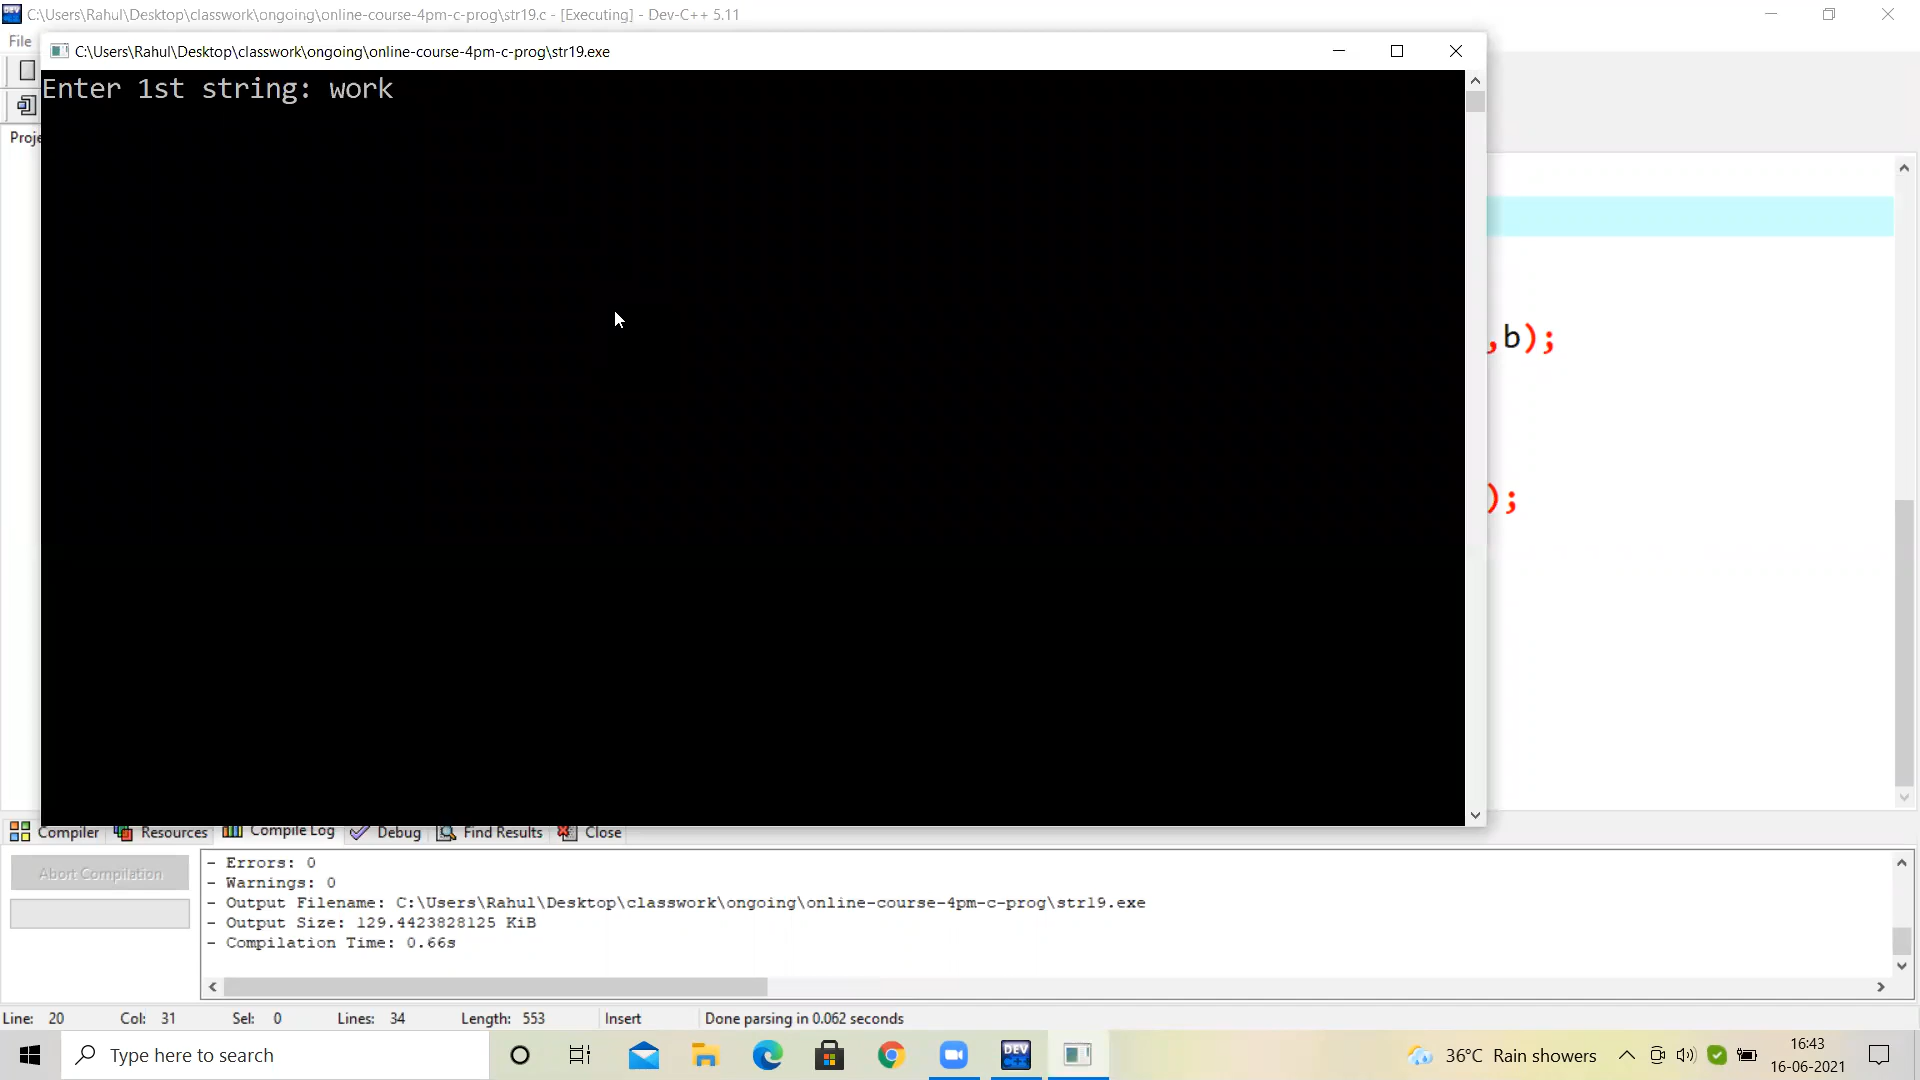 C:\Users\Rahul\Desktop\classwork\ongoing\online-course-4pm-c-prog\str19.c - [Executing] - Dev-C++ 5.11
File
C:\Users\Rahul\Desktop\classwork\ongoing\online-course-4pm-c-prog\str19.exe
Enter 1st string: work
Proje
,b);
);
Compiler Resources Compile Log Debug Find Results Close
Abort Compilation
- Errors: 0
- Warnings: 0
- Output Filename: C:\Users\Rahul\Desktop\classwork\ongoing\online-course-4pm-c-prog\str19.exe
- Output Size: 129.4423828125 KiB
- Compilation Time: 0.66s
Line: 20 Col: 31 Sel: 0 Lines: 34 Length: 553 Insert Done parsing in 0.062 seconds
Type here to search
DEV
36°C Rain showers
16:43
16-06-2021